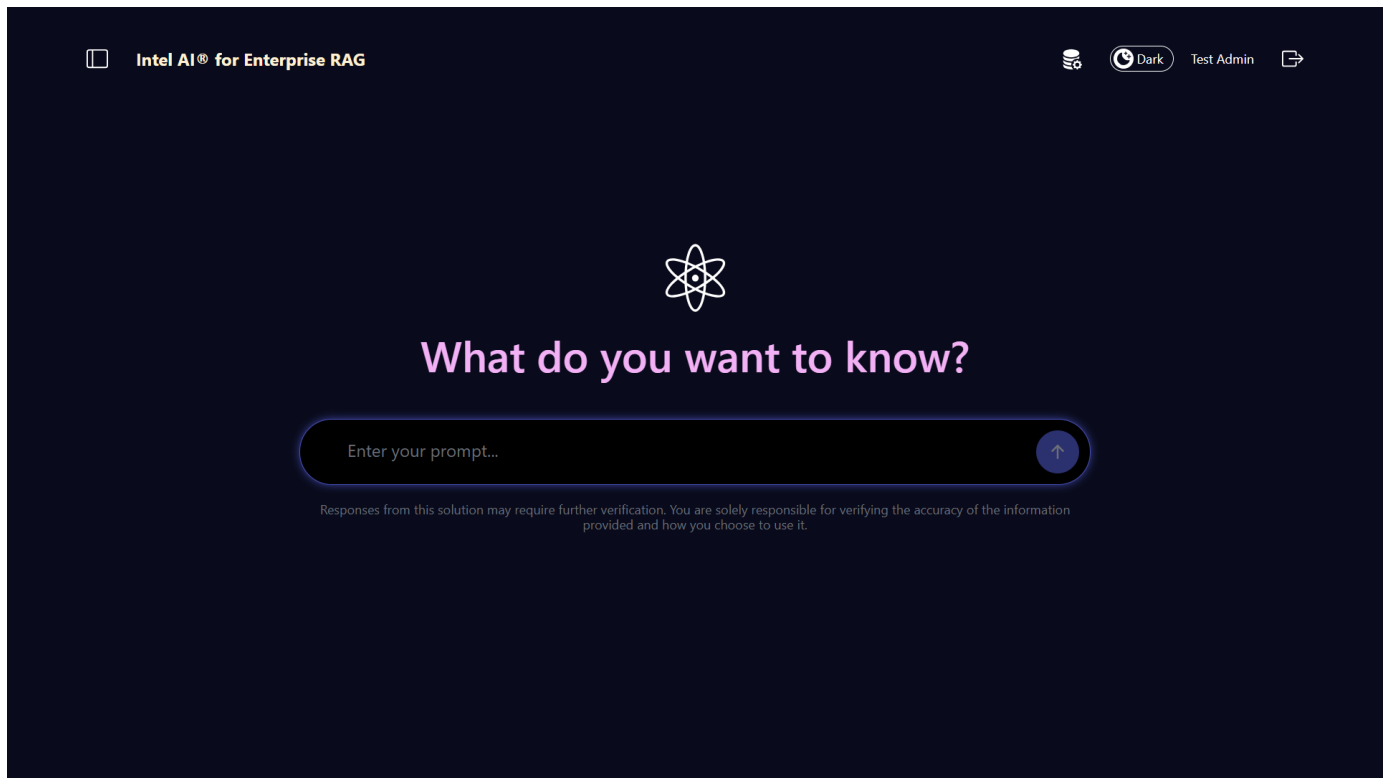 Intel AI® for Enterprise RAG
Dark
Test Admin
What do you want to know?
Enter your prompt...
Responses from this solution may require further verification. You are solely responsible for verifying the accuracy of the information
provided and how you choose to use it.